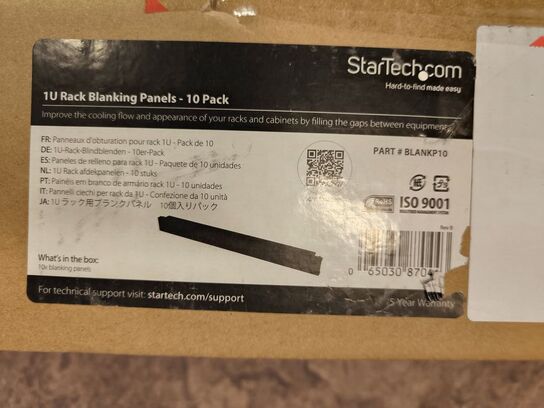 StarTech.com
Hard-to-find made easy
1U Rack Blanking Panels - 10 Pack
Improve the cooling flow and appearance of your racks and cabinets by filling the gaps between equipment
FR: Panneaux d'obturation pour rack 1U - Pack de 10
DE: 1U-Rack-Blindblenden - 10er-Pack
ES: Paneles de relleno para rack 1U - Paquete de 10 unidades
NL: 1U Rack afdekpanelen - 10 stuks
PT: Painéis em branco de armário rack 1U - 10 unidades
IT: Pannelli ciechi per rack da 1U - Confezione da 10 unità
JA: 1U ラック用ブランクパネル 10個入りパック
PART # BLANKP10
RoHS
ISO 9001
Rev B
0 65030 8704
What's in the box:
10x blanking panels
For technical support visit: startech.com/support
5 Year Warranty